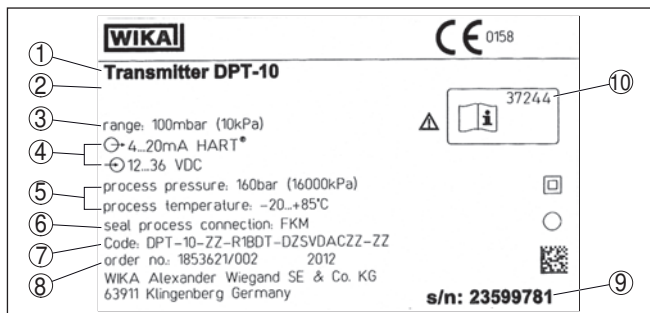 WIKA
CE 0158
① Transmitter DPT-10
②
⑩
37244
③ range: 100mbar (10kPa)
④ 4...20mA HART®
12...36 VDC
⑤ process pressure: 160bar (16000kPa)
process temperature: -20...+85°C
⑥ seal process connection: FKM
⑦ Code: DPT-10-ZZ-R1BDT-DZSVDACZZ-ZZ
⑧ order no.: 1853621/002 2012
WIKA Alexander Wiegand SE & Co. KG
63911 Klingenberg Germany
⑨ s/n: 23599781